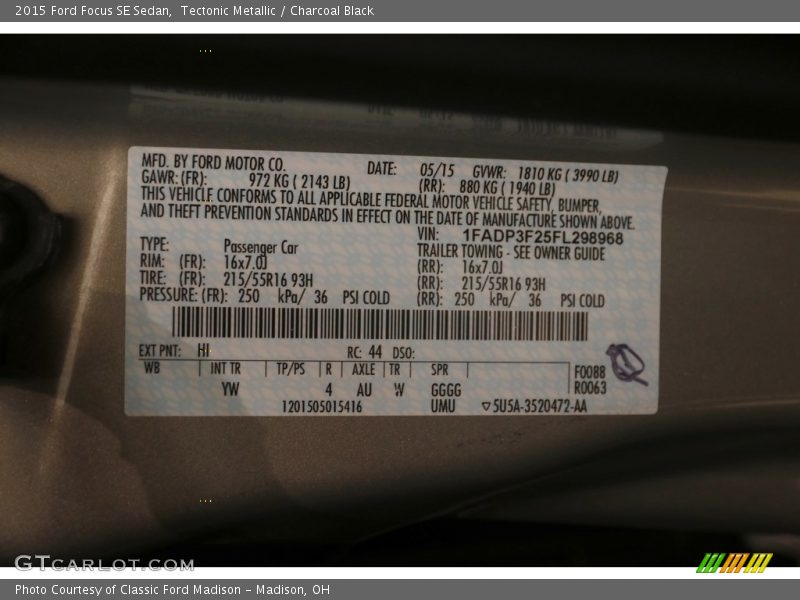 2015 Ford Focus SE Sedan,  Tectonic Metallic / Charcoal Black
MFD. BY FORD MOTOR CO. DATE: 05/15 GVWR: 1810 KG ( 3990 LB)
GAWR:(FR): 972 KG ( 2143 LB) (RR): 880 KG ( 1940 LB)
THIS VEHICLE CONFORMS TO ALL APPLICABLE FEDERAL MOTOR VEHICLE SAFETY, BUMPER,
AND THEFT PREVENTION STANDARDS IN EFFECT ON THE DATE OF MANUFACTURE SHOWN ABOVE.
VIN: 1FADP3F25FL298968
TYPE: Passenger Car TRAILER TOWING - SEE OWNER GUIDE
RIM: (FR): 16x7.0J (RR): 16x7.0J
TIRE: (FR): 215/55R16 93H (RR): 215/55R16 93H
PRESSURE: (FR): 250 kPa/ 36 PSI COLD (RR): 250 kPa/ 36 PSI COLD
EXT PNT: HI RC: 44 DSO:
WB INT TR TP/PS R AXLE TR SPR F0088
YW 4 AU W GGGG R0063
1201505015416 UMU ▽5U5A-3520472-AA
GTCARLOT.COM
Photo Courtesy of Classic Ford Madison – Madison, OH